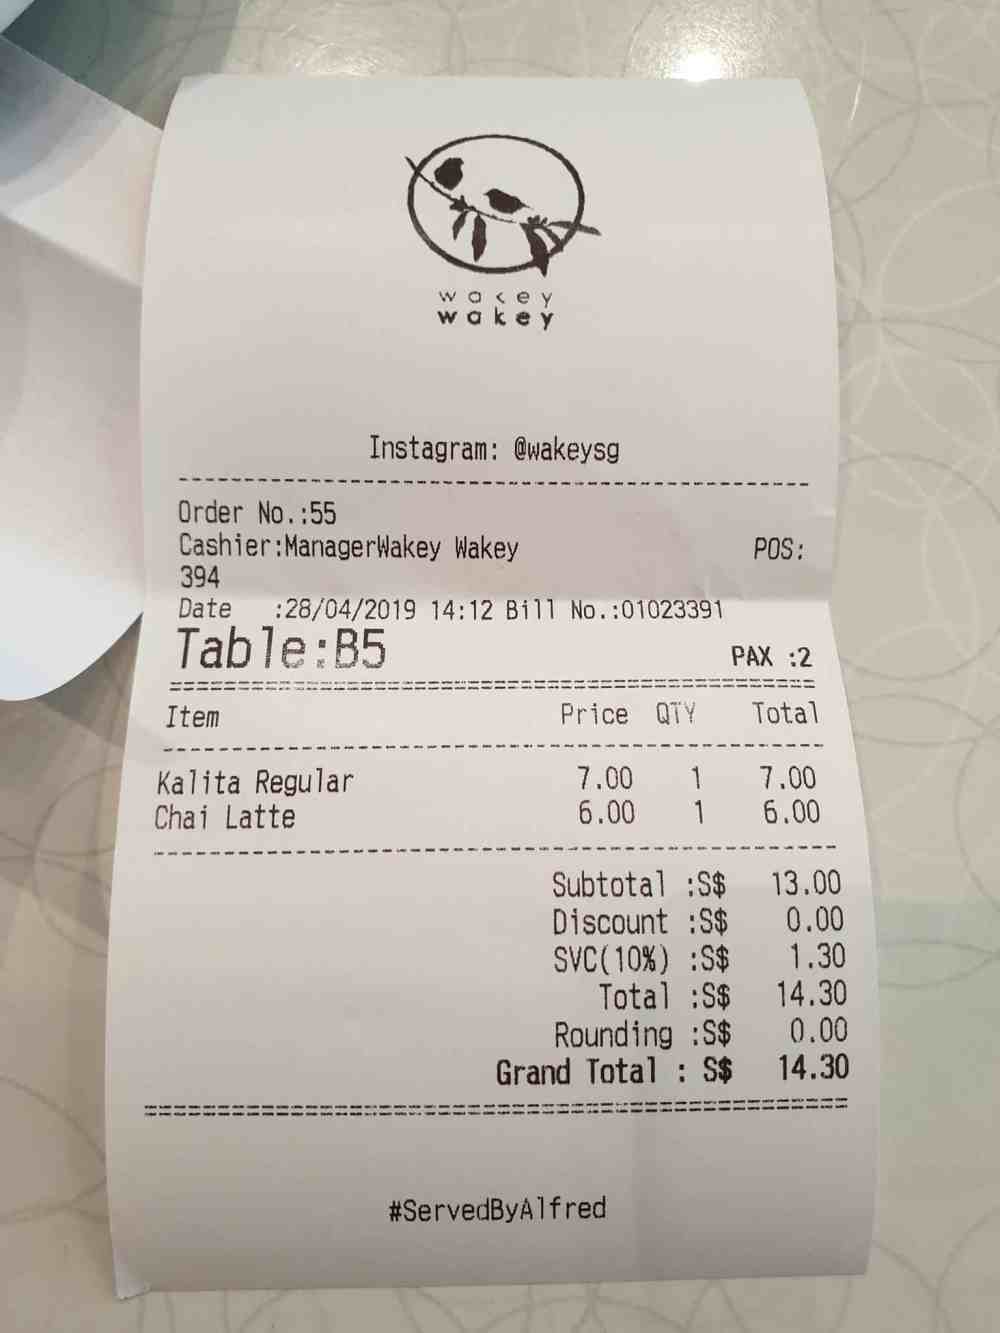 wakey
wakey
Instagram: @wakeysg
Order No.:55
Cashier:ManagerWakey Wakey POS:
394
Date :28/04/2019 14:12 Bill No.:01023391
Table:B5 PAX :2
Item Price QTY Total
Kalita Regular 7.00 1 7.00
Chai Latte 6.00 1 6.00
Subtotal :S$ 13.00
Discount :S$ 0.00
SVC(10%) :S$ 1.30
Total :S$ 14.30
Rounding :S$ 0.00
Grand Total : S$ 14.30
#ServedByAlfred